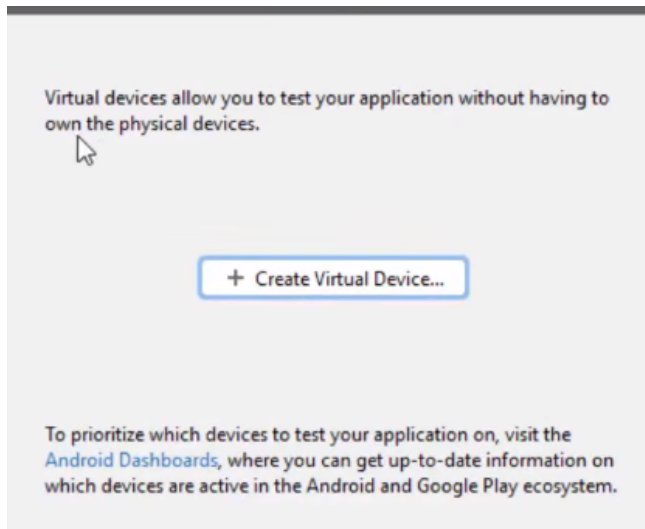 Virtual devices allow you to test your application without having to
own the physical devices.
+ Create Virtual Device...
To prioritize which devices to test your application on, visit the
Android Dashboards, where you can get up-to-date information on
which devices are active in the Android and Google Play ecosystem.